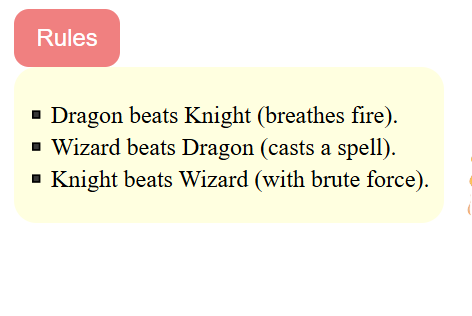 Rules
Dragon beats Knight (breathes fire).
Wizard beats Dragon (casts a spell).
Knight beats Wizard (with brute force).